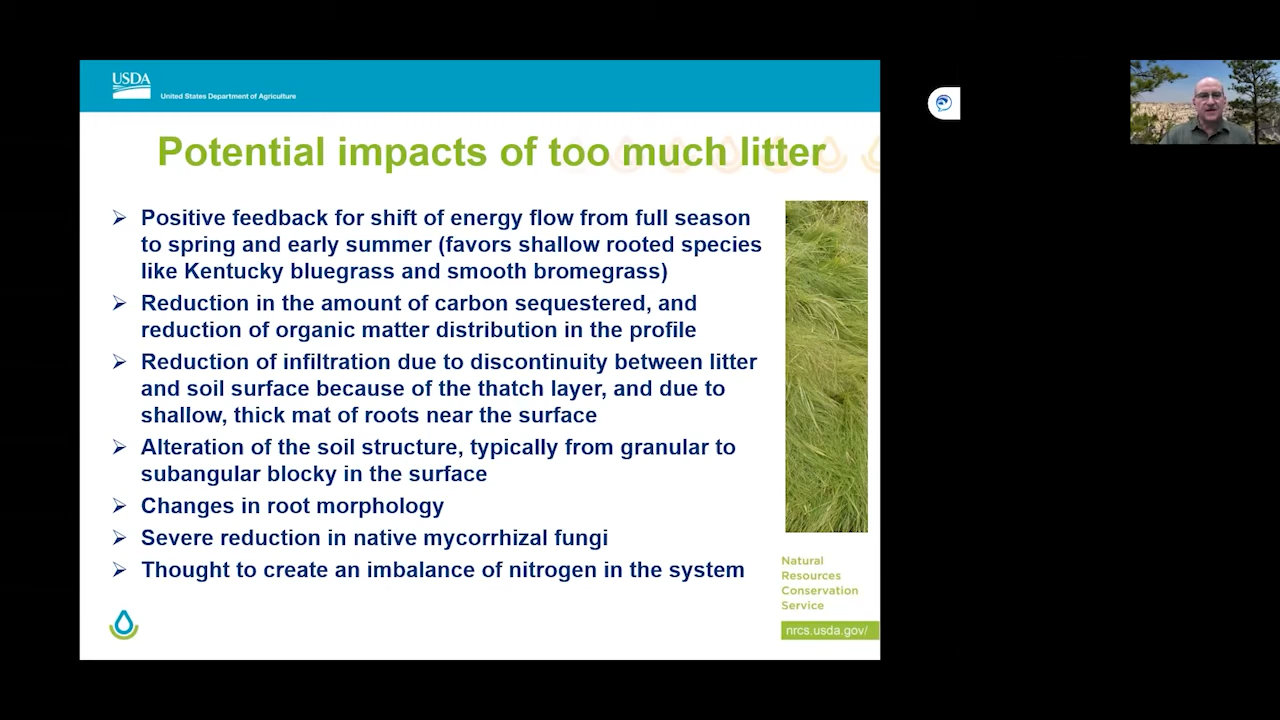 USDA
United States Department of Agriculture
Potential impacts of too much litter
Positive feedback for shift of energy flow from full season
to spring and early summer (favors shallow rooted species
like Kentucky bluegrass and smooth bromegrass)
Reduction in the amount of carbon sequestered, and
reduction of organic matter distribution in the profile
Reduction of infiltration due to discontinuity between litter
and soil surface because of the thatch layer, and due to
shallow, thick mat of roots near the surface
Alteration of the soil structure, typically from granular to
subangular blocky in the surface
Changes in root morphology
Severe reduction in native mycorrhizal fungi
Thought to create an imbalance of nitrogen in the system
Natural
Resources
Conservation
Service
nrcs.usda.gov/